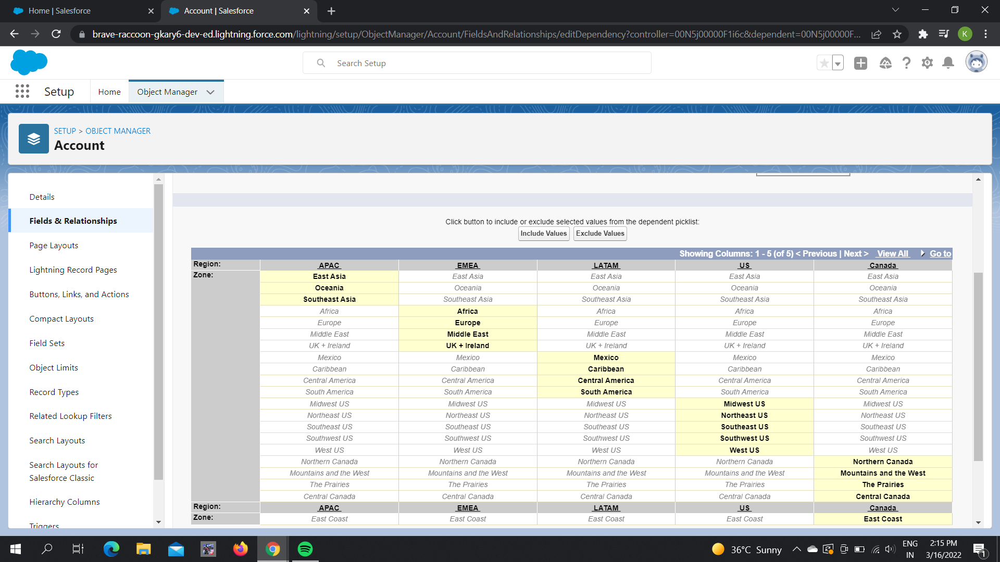 Home | Salesforce
Account | Salesforce
brave-raccoon-gkary6-dev-ed.lightning.force.com/lightning/setup/ObjectManager/Account/FieldsAndRelationships/editDependency?controller=00N5j00000F1i6c&dependent=00N5j00000F...
K
Search Setup
Setup
Home
Object Manager
SETUP > OBJECT MANAGER
Account
Details
Fields & Relationships
Page Layouts
Lightning Record Pages
Buttons, Links, and Actions
Compact Layouts
Field Sets
Object Limits
Record Types
Related Lookup Filters
Search Layouts
Search Layouts for
Salesforce Classic
Hierarchy Columns
Triggers
Click button to include or exclude selected values from the dependent picklist:
Include Values Exclude Values
Showing Columns: 1 - 5 (of 5) < Previous | Next > View All Go to
Region: APAC EMEA LATAM US Canada
Zone: East Asia East Asia East Asia East Asia East Asia
Oceania Oceania Oceania Oceania Oceania
Southeast Asia Southeast Asia Southeast Asia Southeast Asia Southeast Asia
Africa Africa Africa Africa Africa
Europe Europe Europe Europe Europe
Middle East Middle East Middle East Middle East Middle East
UK + Ireland UK + Ireland UK + Ireland UK + Ireland UK + Ireland
Mexico Mexico Mexico Mexico Mexico
Caribbean Caribbean Caribbean Caribbean Caribbean
Central America Central America Central America Central America Central America
South America South America South America South America South America
Midwest US Midwest US Midwest US Midwest US Midwest US
Northeast US Northeast US Northeast US Northeast US Northeast US
Southeast US Southeast US Southeast US Southeast US Southeast US
Southwest US Southwest US Southwest US Southwest US Southwest US
West US West US West US West US West US
Northern Canada Northern Canada Northern Canada Northern Canada Northern Canada
Mountains and the West Mountains and the West Mountains and the West Mountains and the West Mountains and the West
The Prairies The Prairies The Prairies The Prairies The Prairies
Central Canada Central Canada Central Canada Central Canada Central Canada
Region: APAC EMEA LATAM US Canada
Zone: East Coast East Coast East Coast East Coast East Coast
36°C Sunny
ENG
IN
2:15 PM
3/16/2022
1